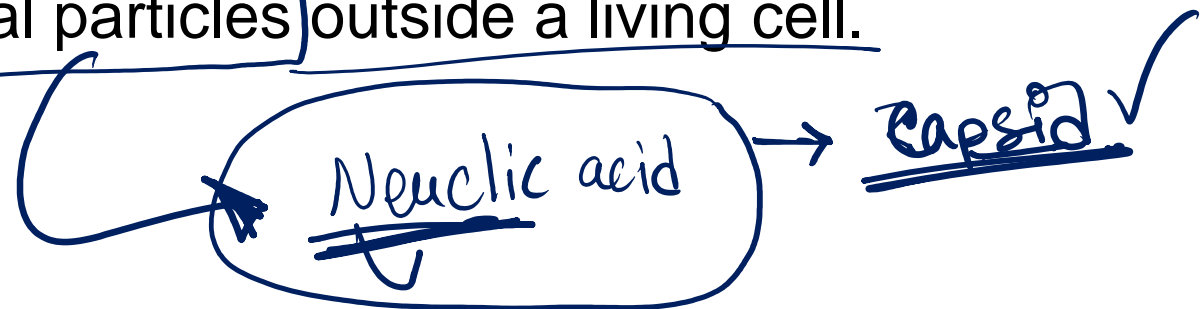 al particles outside a living cell.
Neuclic acid → Capsid ✓